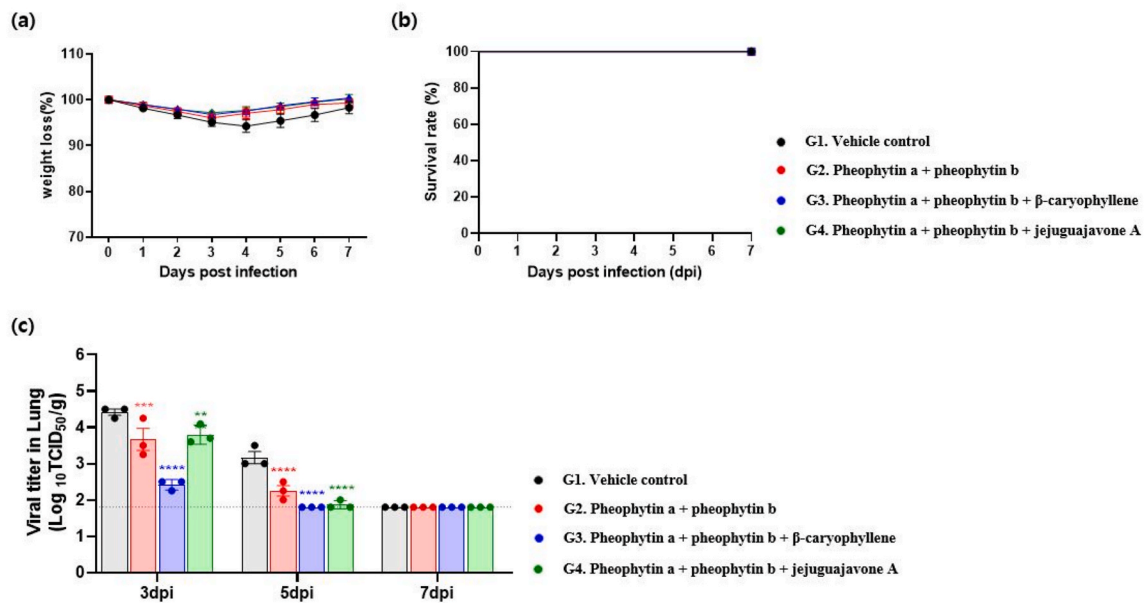 (a)
110
100
90
80
70
weight loss(%)
0 1 2 3 4 5 6 7
Days post infection
(b)
100
80
60
40
20
0
Survival rate (%)
0 1 2 3 4 5 6 7
Days post infection (dpi)
G1. Vehicle control
G2. Pheophytin a + pheophytin b
G3. Pheophytin a + pheophytin b + β-caryophyllene
G4. Pheophytin a + pheophytin b + jejuguajavone A
(c)
6
5
4
3
2
1
0
Viral titer in Lung
(Log 10TCID50/g)
***
****
**
****
****
****
3dpi 5dpi 7dpi
G1. Vehicle control
G2. Pheophytin a + pheophytin b
G3. Pheophytin a + pheophytin b + β-caryophyllene
G4. Pheophytin a + pheophytin b + jejuguajavone A